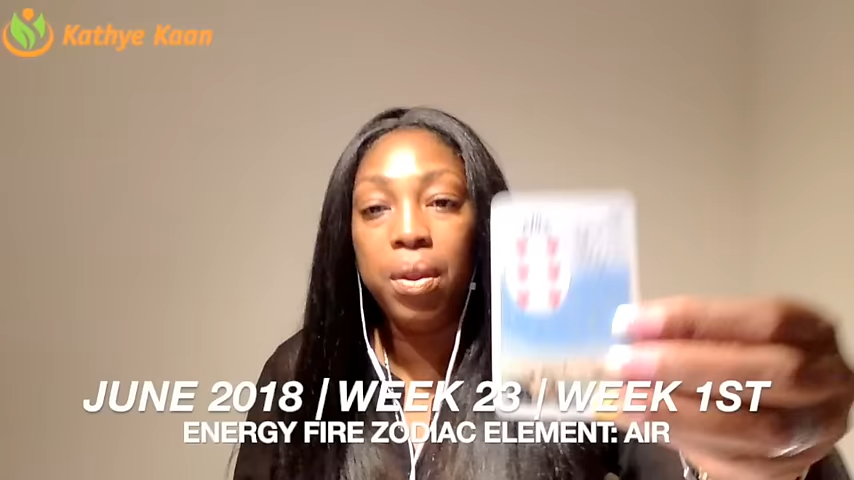 Kathye Kaan
JUNE 2018 | WEEK 23 | WEEK 1ST
ENERGY FIRE ZODIAC ELEMENT: AIR